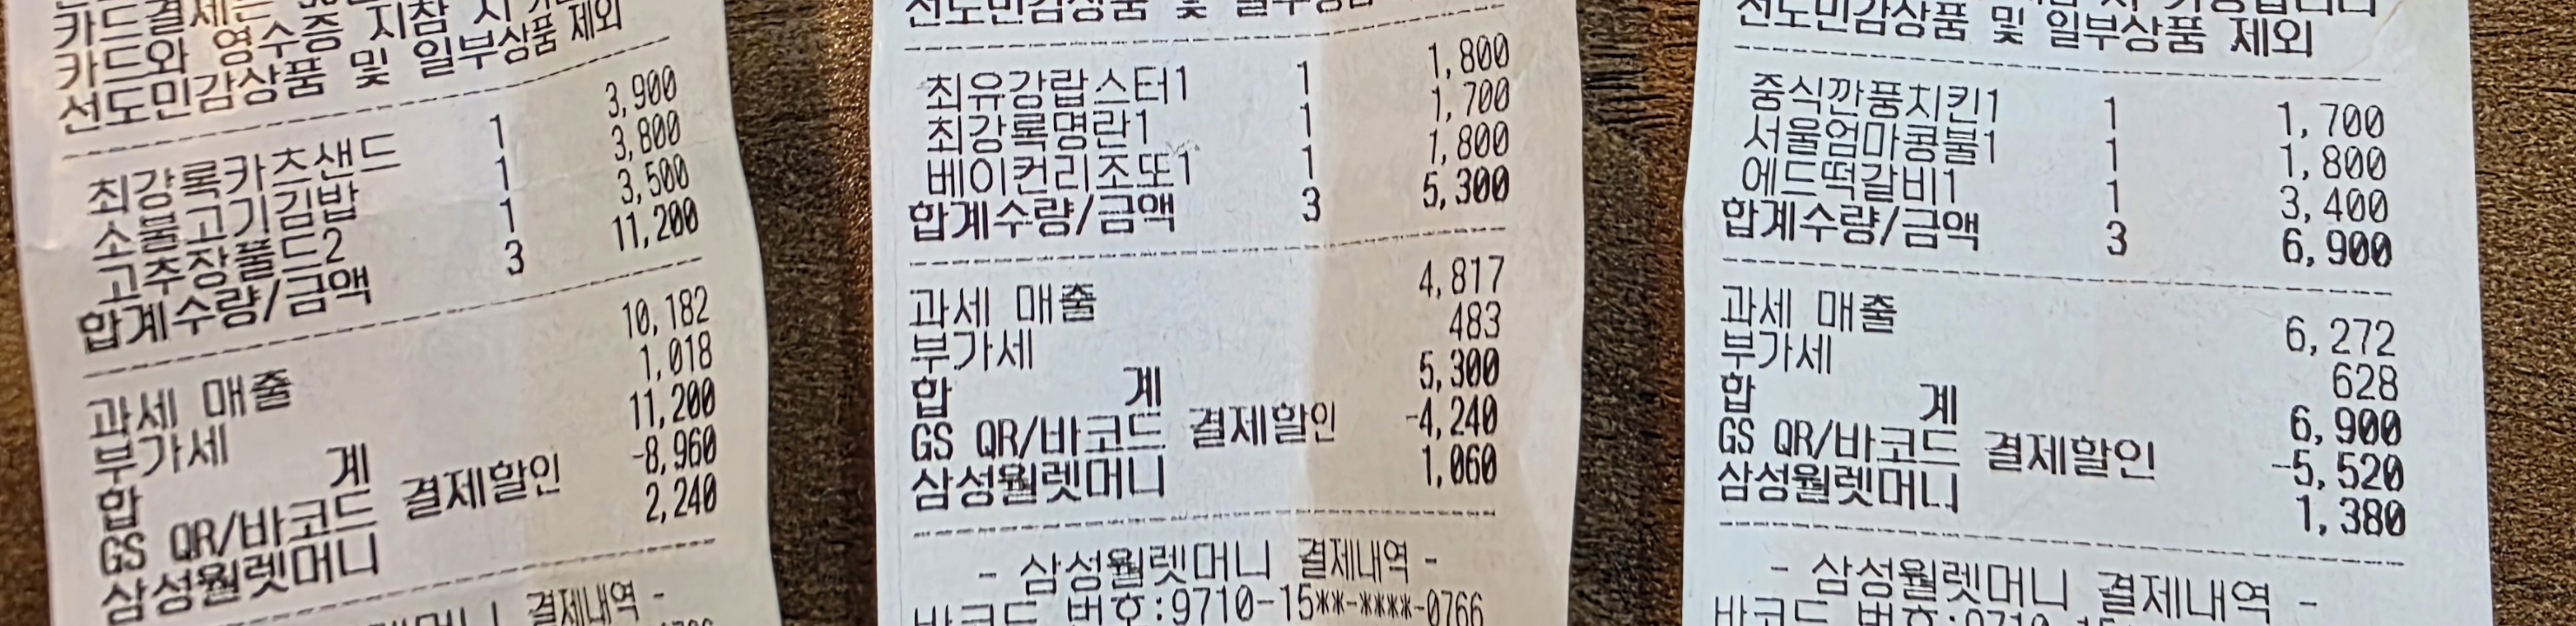 카드와 영수증 지참 시
선도민감상품 및 일부상품 제외
최강록카츠샌드 1 3,900
소불고기김밥 1 3,800
고추장풀드2 1 3,500
합계수량/금액 3 11,200
과세 매출 10,182
부가세 1,018
합 계 11,200
GS QR/바코드 결제할인 -8,960
삼성월렛머니 2,240
결제내역 -
선도민감상품 및
최유강랍스터1 1 1,800
최강록명란1 1 1,700
베이컨리조또1 1 1,800
합계수량/금액 3 5,300
과세 매출 4,817
부가세 483
합 계 5,300
GS QR/바코드 결제할인 -4,240
삼성월렛머니 1,060
- 삼성월렛머니 결제내역 -
바코드 번호:9710-15**-****-0766
선도민감상품 및 일부상품 제외
중식깐풍치킨1 1 1,700
서울엄마콩불1 1 1,800
에드떡갈비1 1 3,400
합계수량/금액 3 6,900
과세 매출 6,272
부가세 628
합 계 6,900
GS QR/바코드 결제할인 -5,520
삼성월렛머니 1,380
- 삼성월렛머니 결제내역 -
바코드